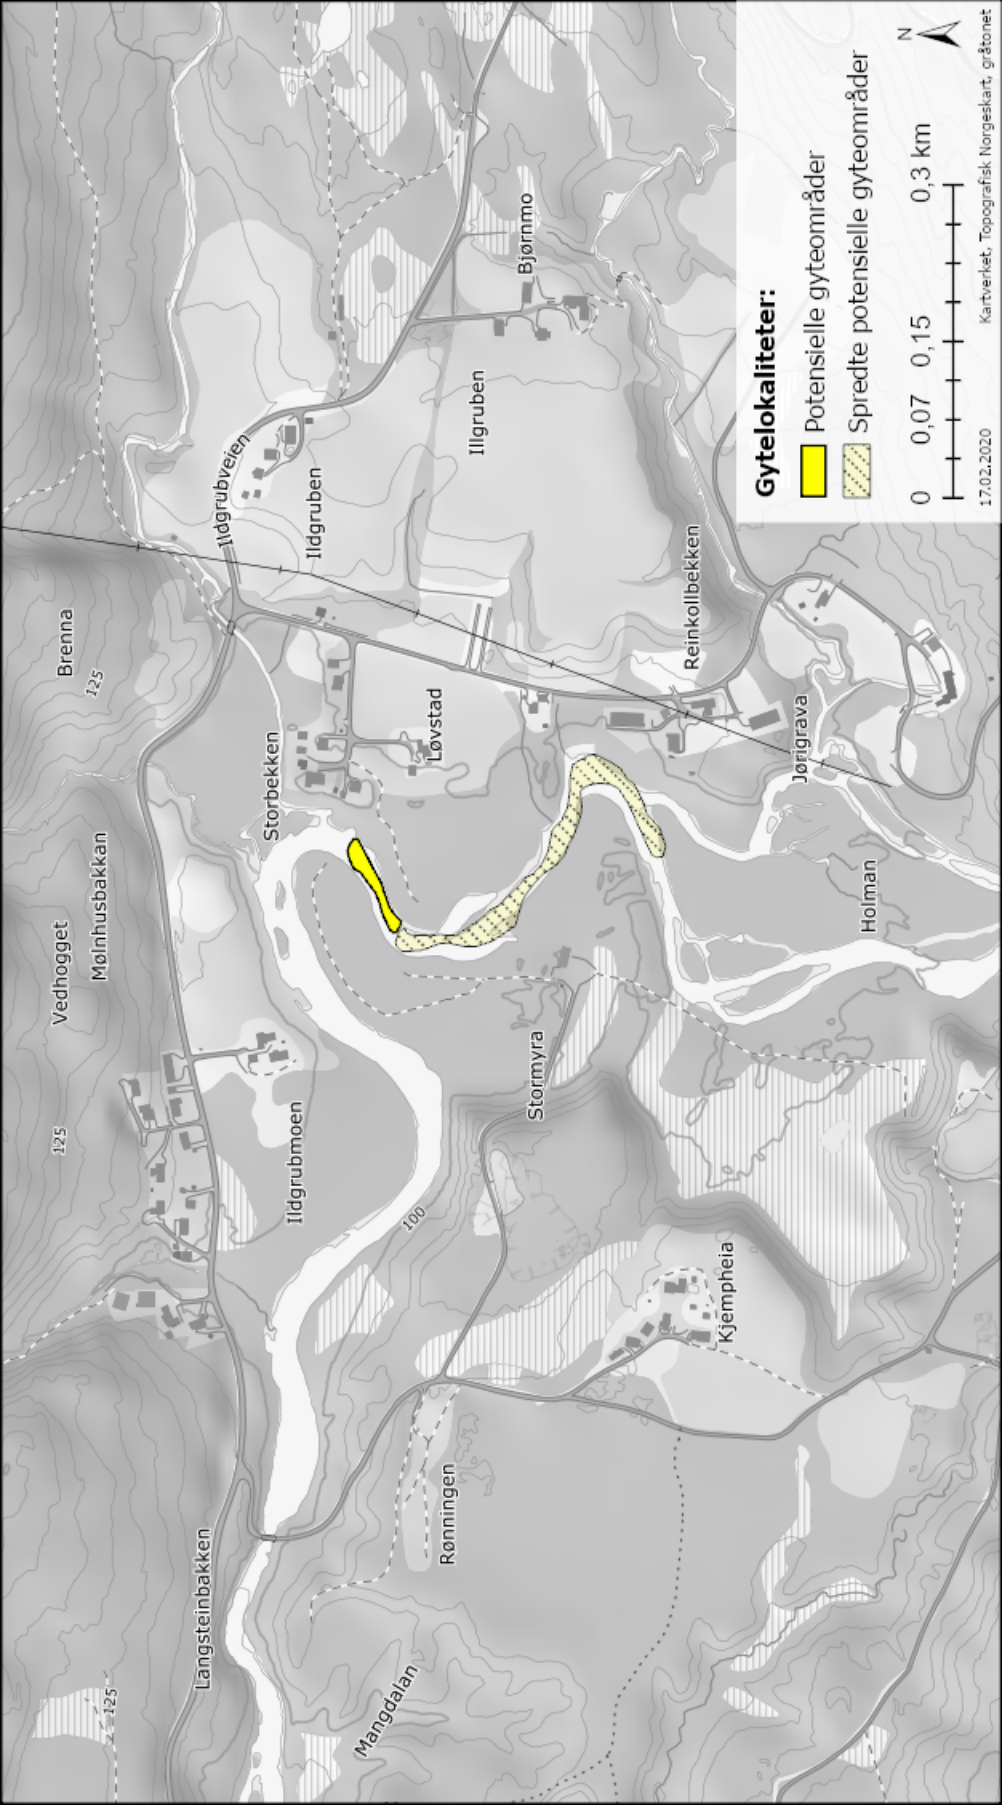 Brenna
125
Vedhogget
Mølnhusbakkan
125
Ildgrubveien
Ildgruben
Storbekken
Løvstad
Illgruben
Bjørnmo
Reinkollbekken
Jørigrava
Holman
Stormyra
Ildgrubmoen
100
Kjempheia
Rønningen
Langsteinbakken
Mangdalan
125
Gytelokaliteter:
Potensielle gyteområder
Spredte potensielle gyteområder
N
0 0,07 0,15 0,3 km
17.02.2020 Kartverket, Topografisk Norgeskart, gråtonet